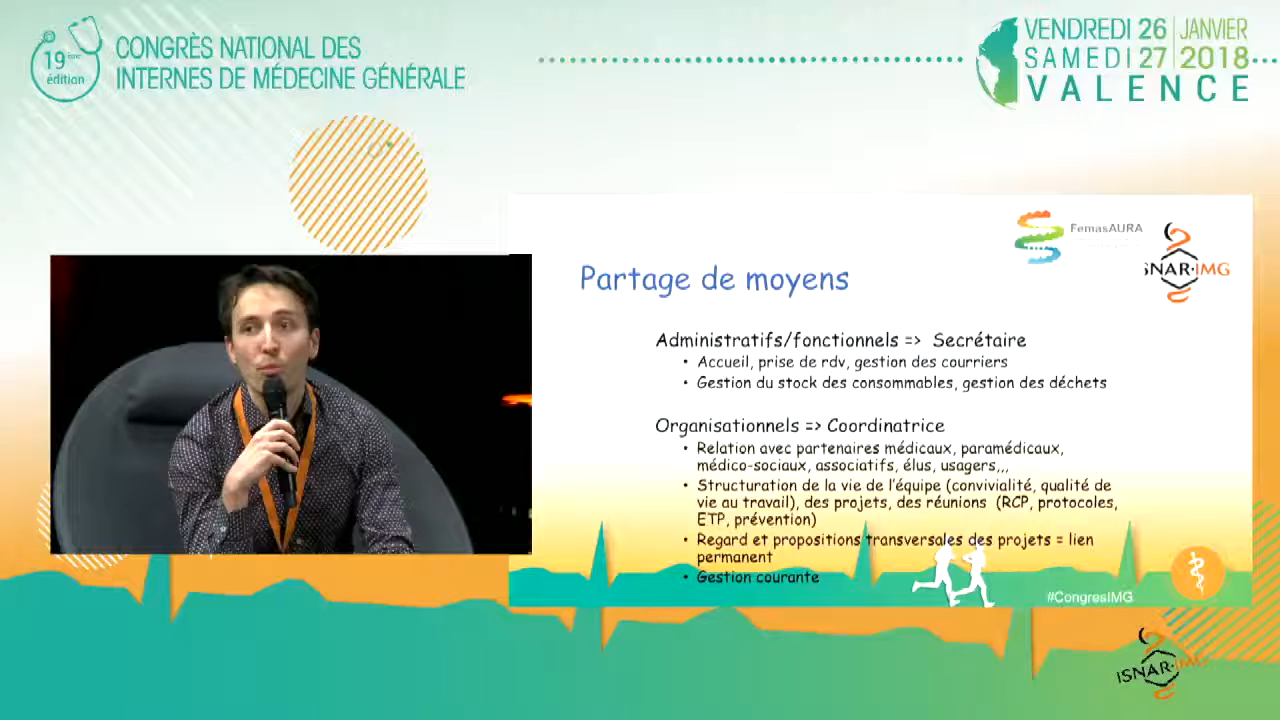 19ème
édition
CONGRÈS NATIONAL DES
INTERNES DE MÉDECINE GÉNÉRALE
VENDREDI 26 JANVIER
SAMEDI 27 2018
VALENCE
FemasAURA
SNAR-IMG
Partage de moyens
Administratifs/fonctionnels => Secrétaire
• Accueil, prise de rdv, gestion des courriers
• Gestion du stock des consommables, gestion des déchets
Organisationnels => Coordinatrice
• Relation avec partenaires médicaux, paramédicaux,
médico-sociaux, associatifs, élus, usagers,,,
• Structuration de la vie de l'équipe (convivialité, qualité de
vie au travail), des projets, des réunions (RCP, protocoles,
ETP, prévention)
• Regard et propositions transversales des projets = lien
permanent
• Gestion courante
#CongresIMG
ISNAR-IMG